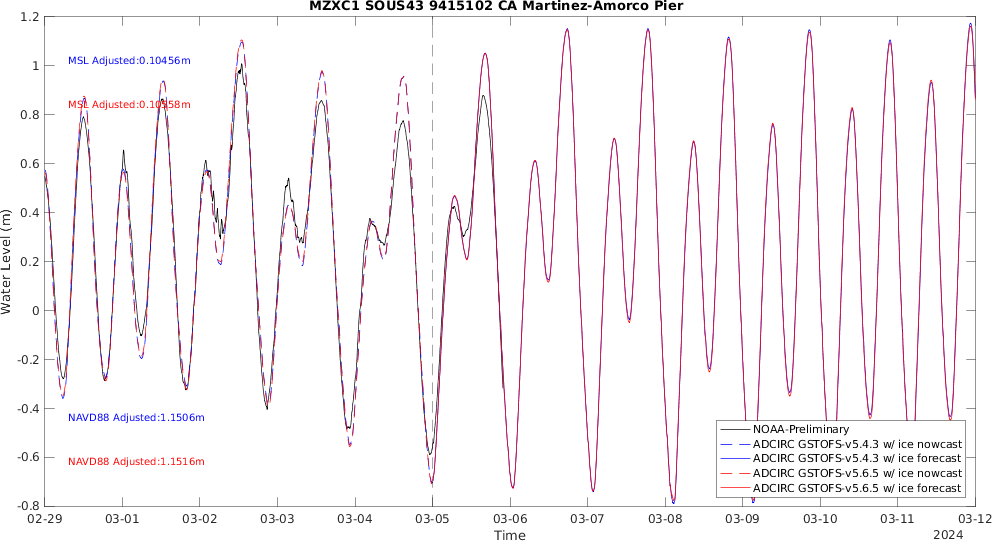 MZXC1 SOUS43 9415102 CA Martinez-Amorco Pier
1.2
1
0.8
0.6
0.4
0.2
0
-0.2
-0.4
-0.6
-0.8
Water Level (m)
MSL Adjusted:0.10456m
MSL Adjusted:0.10458m
NAVD88 Adjusted:1.1506m
NAVD88 Adjusted:1.1516m
NOAA-Preliminary
ADCIRC GSTOFS-v5.4.3 w/ ice nowcast
ADCIRC GSTOFS-v5.4.3 w/ ice forecast
ADCIRC GSTOFS-v5.6.5 w/ ice nowcast
ADCIRC GSTOFS-v5.6.5 w/ ice forecast
02-29 03-01 03-02 03-03 03-04 03-05 03-06 03-07 03-08 03-09 03-10 03-11 03-12
Time
2024